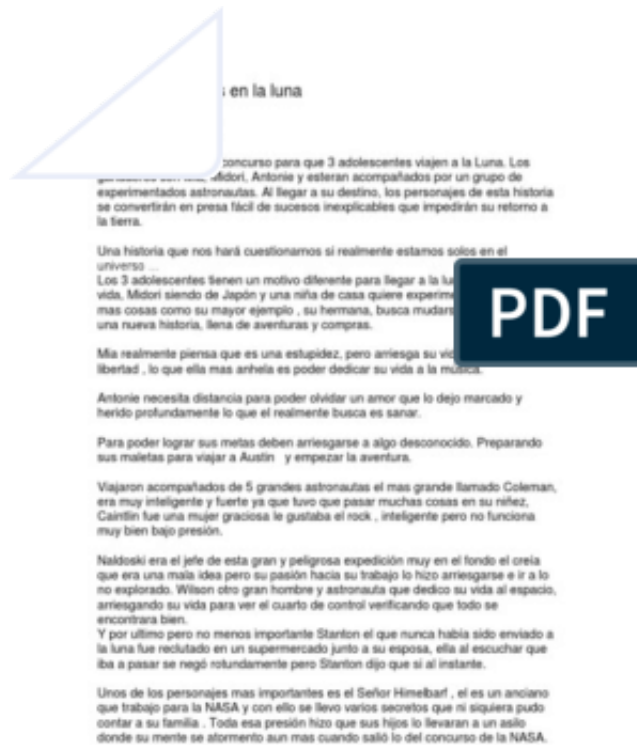 en la luna
concurso para que 3 adolescentes viajen a la Luna. Los
Midori, Antonie y esteran acompañados por un grupo de
experimentados astronautas. Al llegar a su destino, los personajes de esta historia
se convertirán en presa fácil de sucesos inexplicables que impedirán su retorno a
la tierra.
Una historia que nos hará cuestionarnos si realmente estamos solos en el
universo ...
Los 3 adolescentes tienen un motivo diferente para llegar a la
vida, Midori siendo de Japón y una niña de casa quiere
mas cosas como su mayor ejemplo , su hermana, busca
una nueva historia, llena de aventuras y compras.
PDF
Mia realmente piensa que es una estupidez, pero arriesga su
libertad , lo que ella mas anhela es poder dedicar su vida a la música.
Antonie necesita distancia para poder olvidar un amor que lo dejo marcado y
herido profundamente lo que el realmente busca es sanar.
Para poder lograr sus metas deben arriesgarse a algo desconocido. Preparando
sus maletas para viajar a Austin y empezar la aventura.
Viajaron acompañados de 5 grandes astronautas el mas grande llamado Coleman,
era muy inteligente y fuerte ya que tuvo que pasar muchas cosas en su niñez,
Caintlin fue una mujer graciosa le gustaba el rock , inteligente pero no funciona
muy bien bajo presión.
Naldoski era el jefe de esta gran y peligrosa expedición muy en el fondo el creía
que era una mala idea pero su pasión hacia su trabajo lo hizo arriesgarse e ir a lo
no explorado. Wilson otro gran hombre y astronauta que dedico su vida al espacio,
arriesgando su vida para ver el cuarto de control verificando que todo se
encontrara bien.
Y por ultimo pero no menos importante Stanton el que nunca había sido enviado a
la luna fue reclutado en un supermercado junto a su esposa, ella al escuchar que
iba a pasar se negó rotundamente pero Stanton dijo que si al instante.
Unos de los personajes mas importantes es el Señor Himelbarf , el es un anciano
que trabajo para la NASA y con ello se llevo varios secretos que ni siquiera pudo
contar a su familia . Toda esa presión hizo que sus hijos lo llevaran a un asilo
donde su mente se atormento aun mas cuando salió lo del concurso de la NASA.